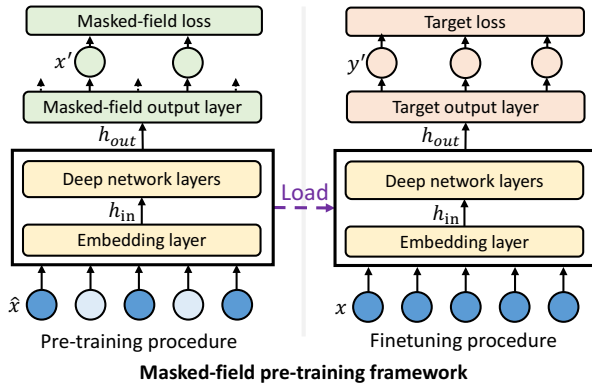 Masked-field loss
x′
Masked-field output layer
h_out
Deep network layers
h_in
Embedding layer
x̂
Pre-training procedure
Load
Target loss
y′
Target output layer
h_out
Deep network layers
h_in
Embedding layer
x
Finetuning procedure
Masked-field pre-training framework